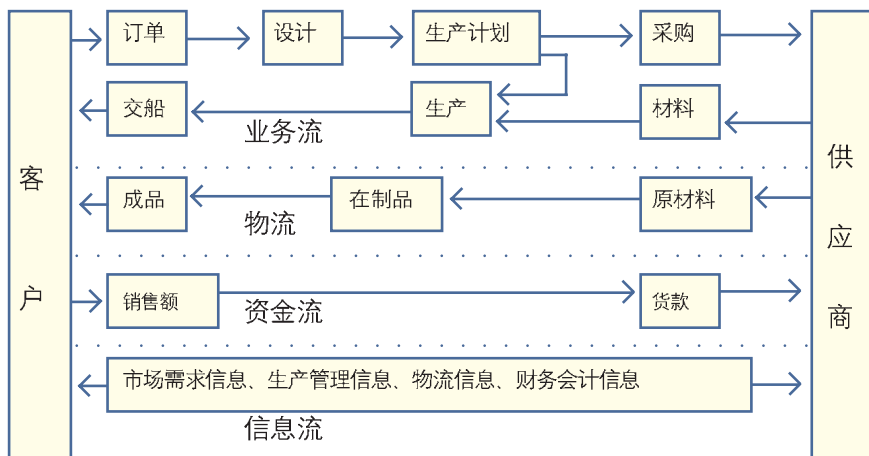 客户
订单
设计
生产计划
采购
交船
生产
材料
业务流
供应商
成品
在制品
原材料
物流
销售额
货款
资金流
市场需求信息、生产管理信息、物流信息、财务会计信息
信息流